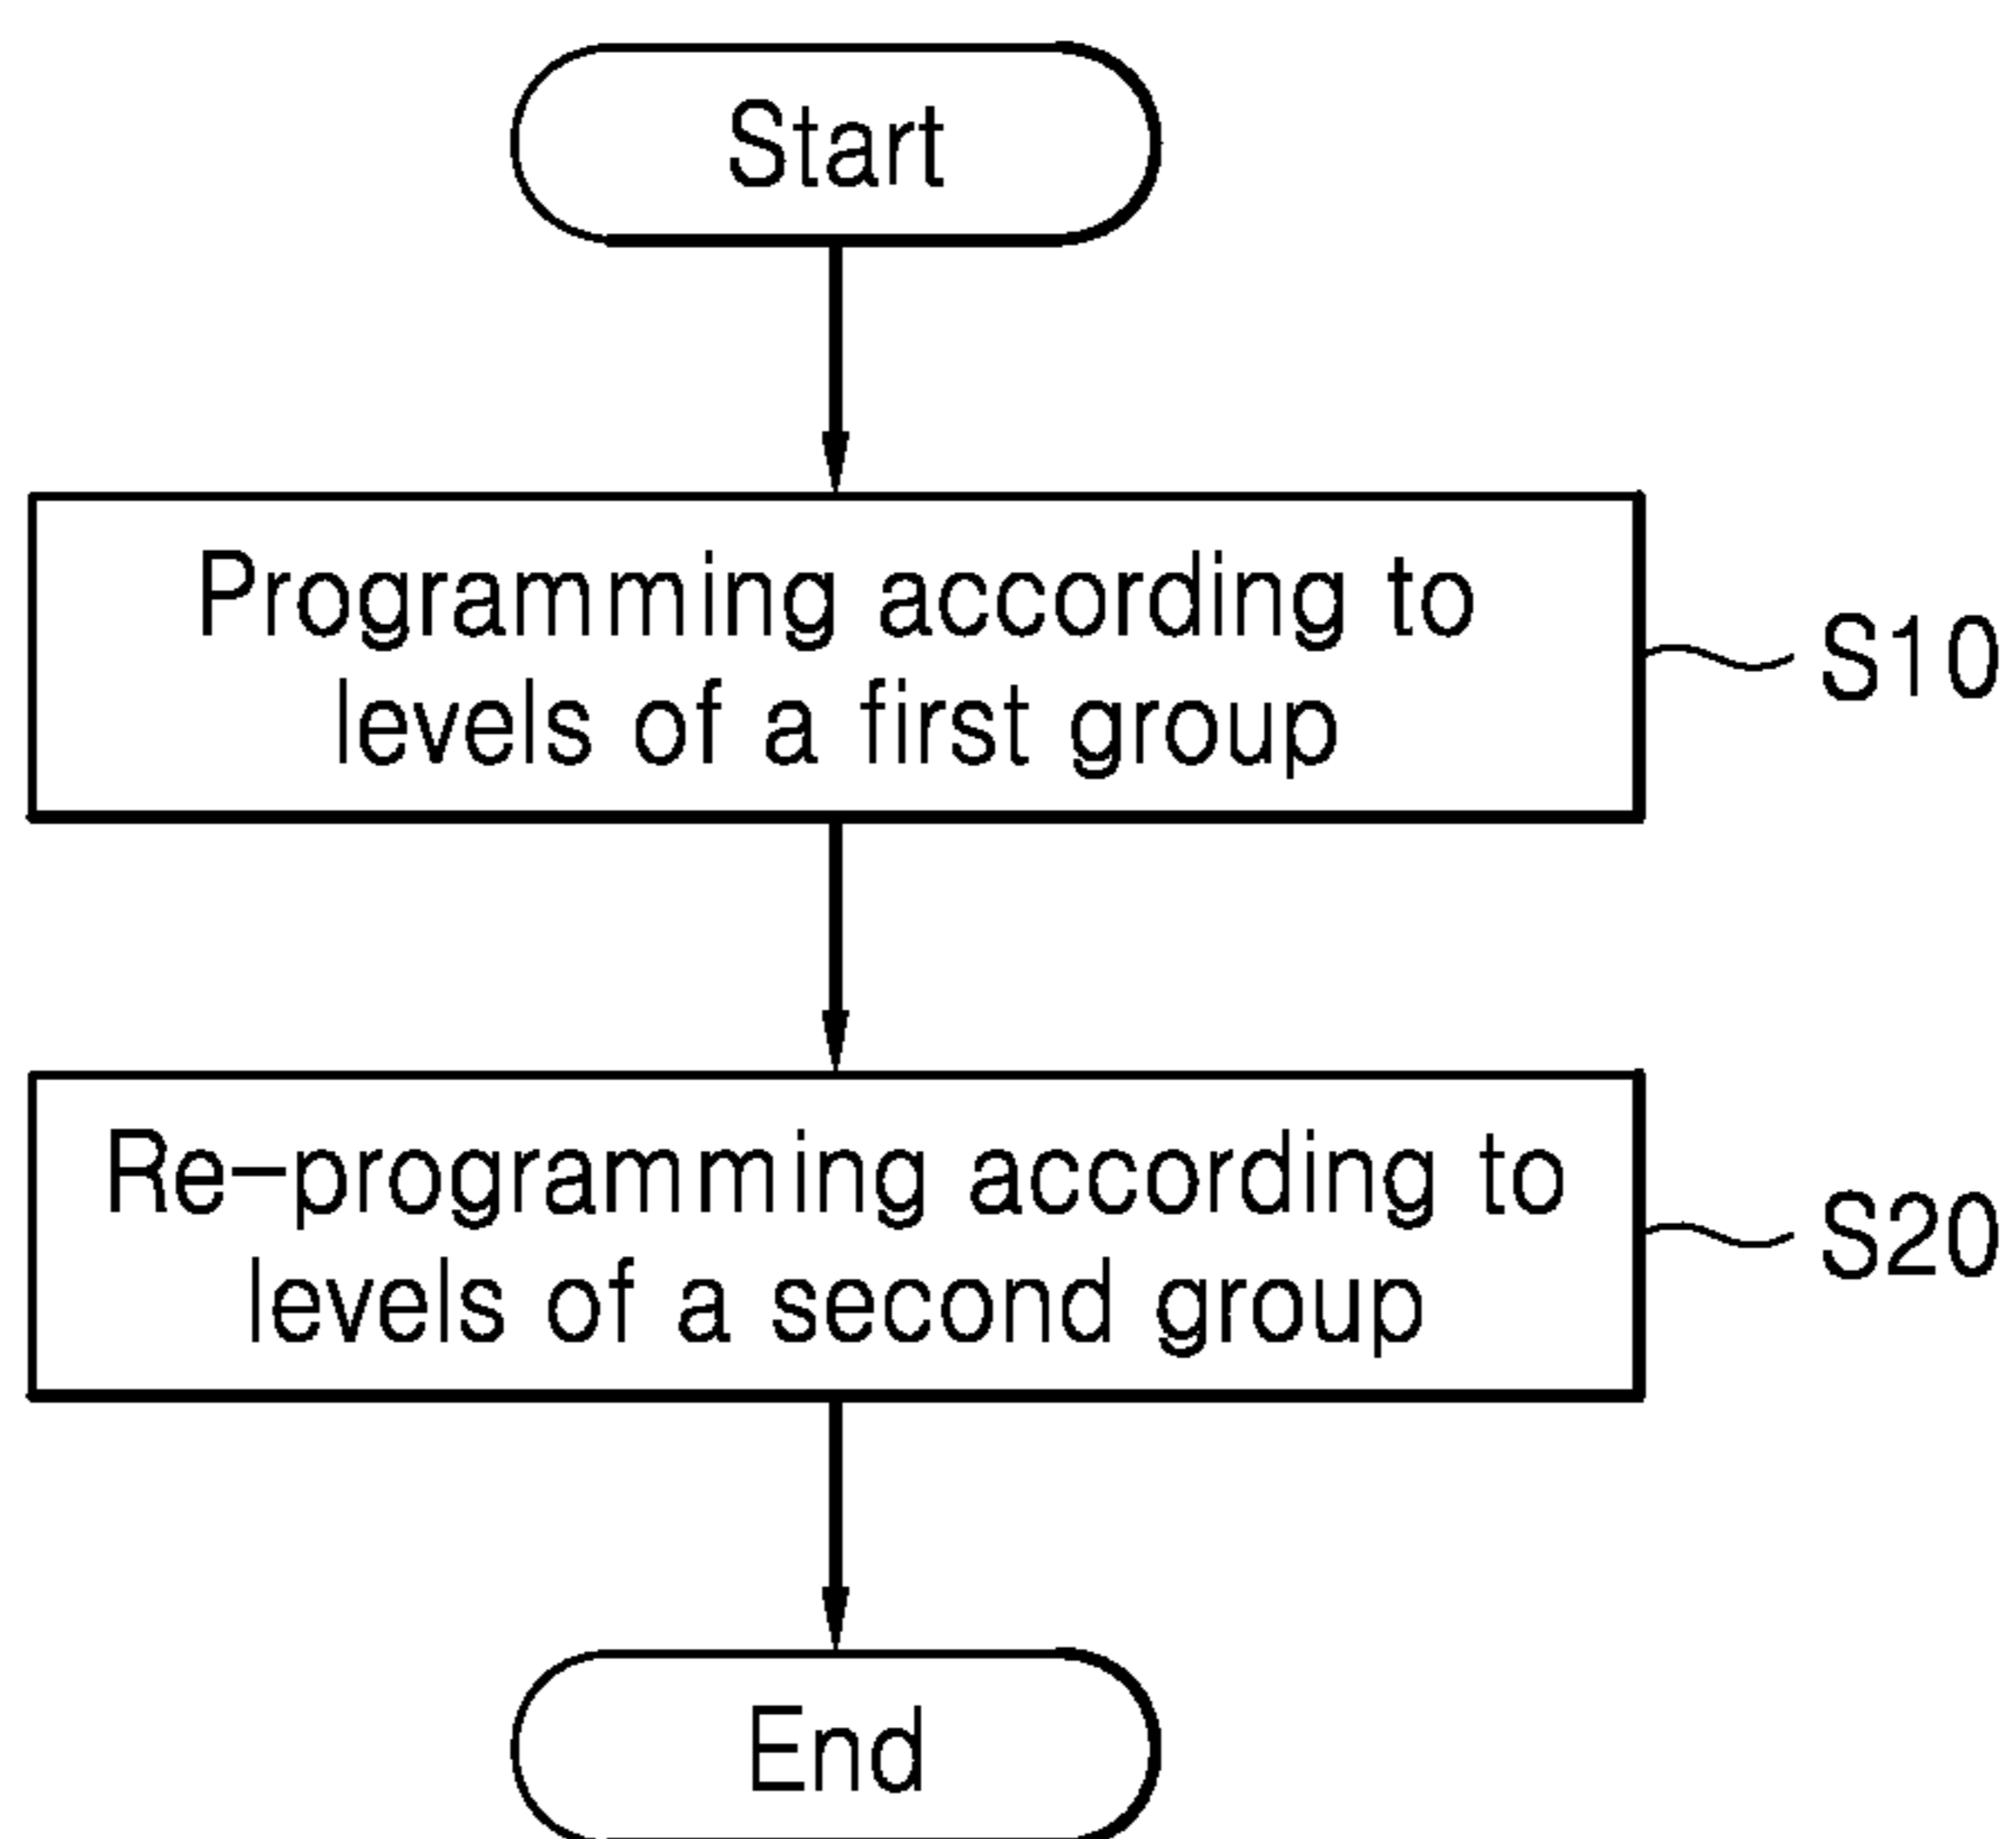 Start
Programming according to
levels of a first group
S10
Re-programming according to
levels of a second group
S20
End